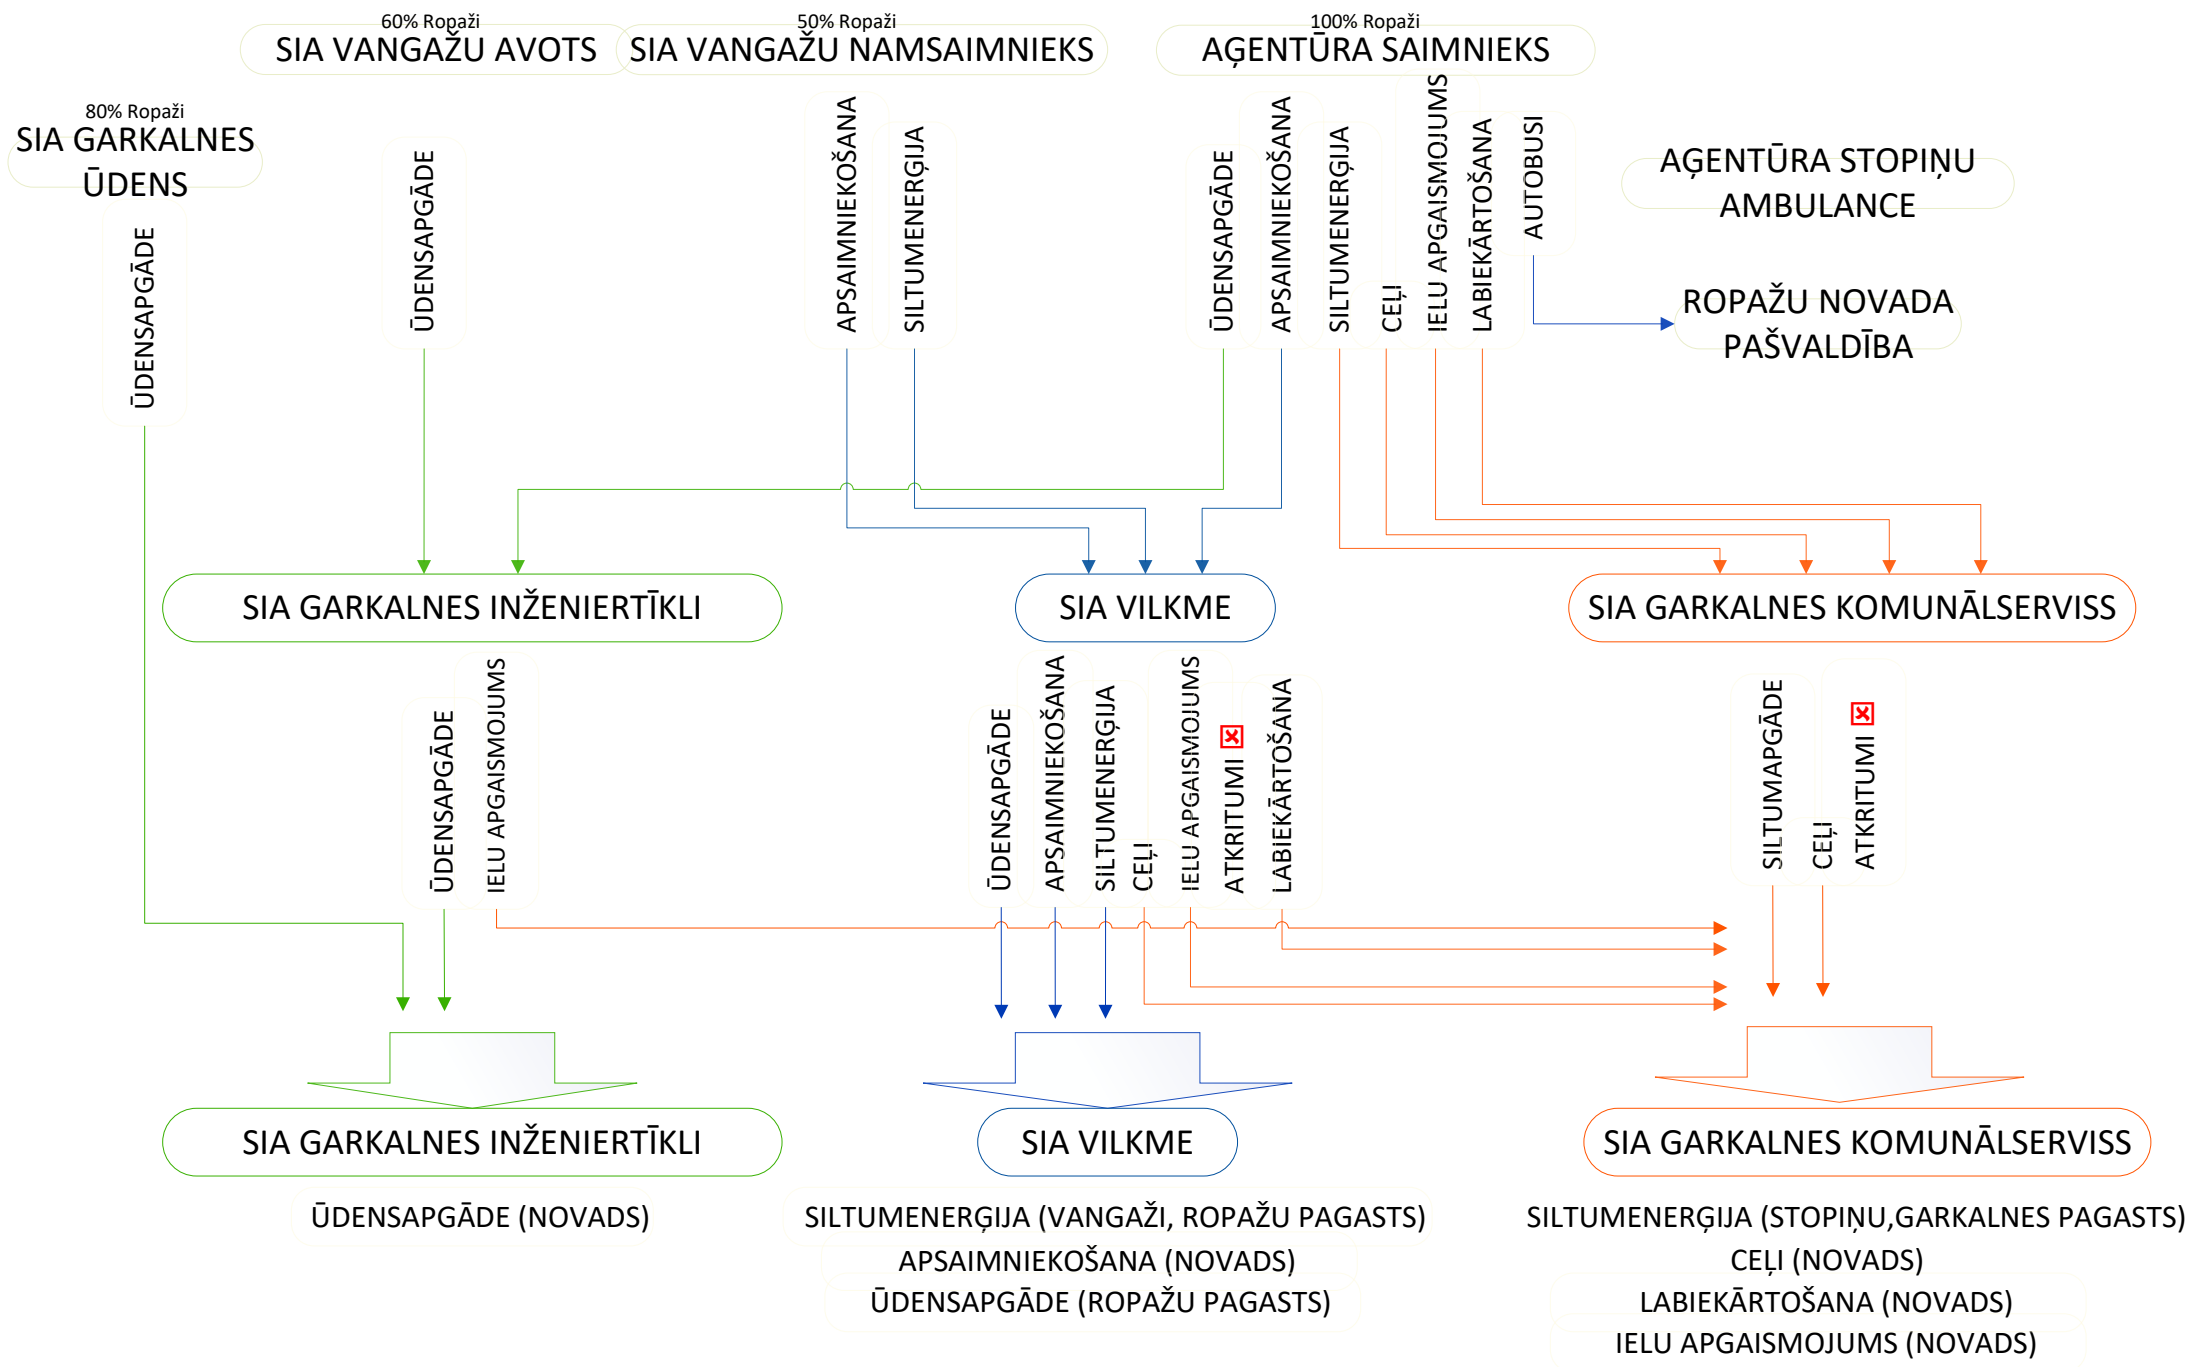 60% Ropaži
SIA VANGAŽU AVOTS
50% Ropaži
SIA VANGAŽU NAMSAIMNIEKS
100% Ropaži
AĢENTŪRA SAIMNIEKS
80% Ropaži
SIA GARKALNES
ŪDENS
ŪDENSAPGĀDE
ŪDENSAPGĀDE
APSAIMNIEKOŠANA
SILTUMENERĢIJA
ŪDENSAPGĀDE
APSAIMNIEKOŠANA
SILTUMENERĢIJA
CEĻI
IELU APGAISMOJUMS
LABIEKĀRTOŠANA
AUTOBUSI
AĢENTŪRA STOPIŅU
AMBULANCE
ROPAŽU NOVADA
PAŠVALDĪBA
SIA GARKALNES INŽENIERTĪKLI
SIA VILKME
SIA GARKALNES KOMUNĀLSERVISS
ŪDENSAPGĀDE
IELU APGAISMOJUMS
ŪDENSAPGĀDE
APSAIMNIEKOŠANA
SILTUMENERĢIJA
CEĻI
IELU APGAISMOJUMS
ATKRITUMI
LABIEKĀRTOŠANA
SILTUMAPGĀDE
CEĻI
ATKRITUMI
SIA GARKALNES INŽENIERTĪKLI
SIA VILKME
SIA GARKALNES KOMUNĀLSERVISS
ŪDENSAPGĀDE (NOVADS)
SILTUMENERĢIJA (VANGAŽI, ROPAŽU PAGASTS)
APSAIMNIEKOŠANA (NOVADS)
ŪDENSAPGĀDE (ROPAŽU PAGASTS)
SILTUMENERĢIJA (STOPIŅU,GARKALNES PAGASTS)
CEĻI (NOVADS)
LABIEKĀRTOŠANA (NOVADS)
IELU APGAISMOJUMS (NOVADS)